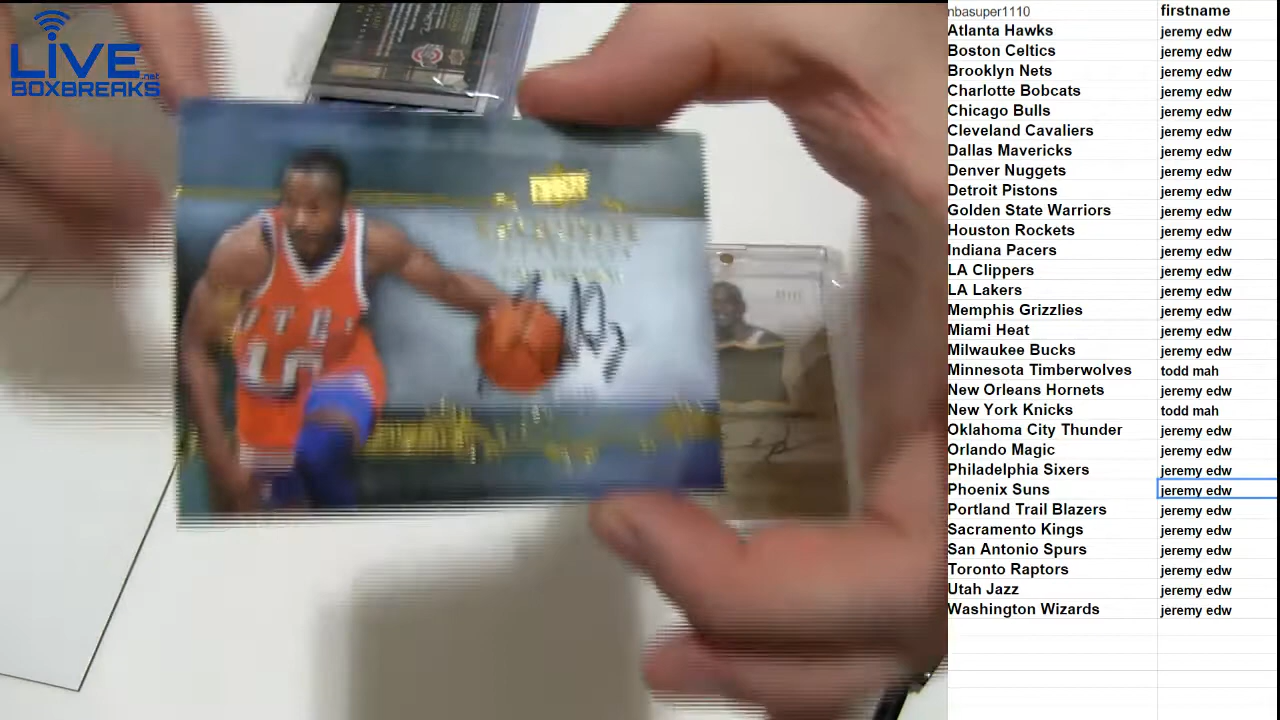 LIVE.net
BOXBREAKS
nbasuper1110 firstname
Atlanta Hawks jeremy edw
Boston Celtics jeremy edw
Brooklyn Nets jeremy edw
Charlotte Bobcats jeremy edw
Chicago Bulls jeremy edw
Cleveland Cavaliers jeremy edw
Dallas Mavericks jeremy edw
Denver Nuggets jeremy edw
Detroit Pistons jeremy edw
Golden State Warriors jeremy edw
Houston Rockets jeremy edw
Indiana Pacers jeremy edw
LA Clippers jeremy edw
LA Lakers jeremy edw
Memphis Grizzlies jeremy edw
Miami Heat jeremy edw
Milwaukee Bucks jeremy edw
Minnesota Timberwolves todd mah
New Orleans Hornets jeremy edw
New York Knicks todd mah
Oklahoma City Thunder jeremy edw
Orlando Magic jeremy edw
Philadelphia Sixers jeremy edw
Phoenix Suns jeremy edw
Portland Trail Blazers jeremy edw
Sacramento Kings jeremy edw
San Antonio Spurs jeremy edw
Toronto Raptors jeremy edw
Utah Jazz jeremy edw
Washington Wizards jeremy edw